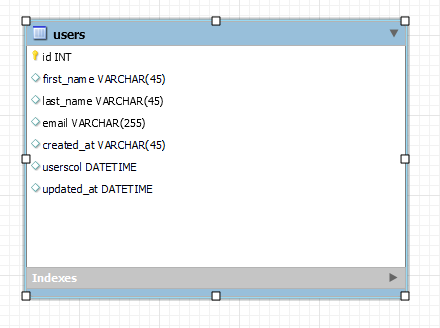 users
id INT
first_name VARCHAR(45)
last_name VARCHAR(45)
email VARCHAR(255)
created_at VARCHAR(45)
userscol DATETIME
updated_at DATETIME
Indexes